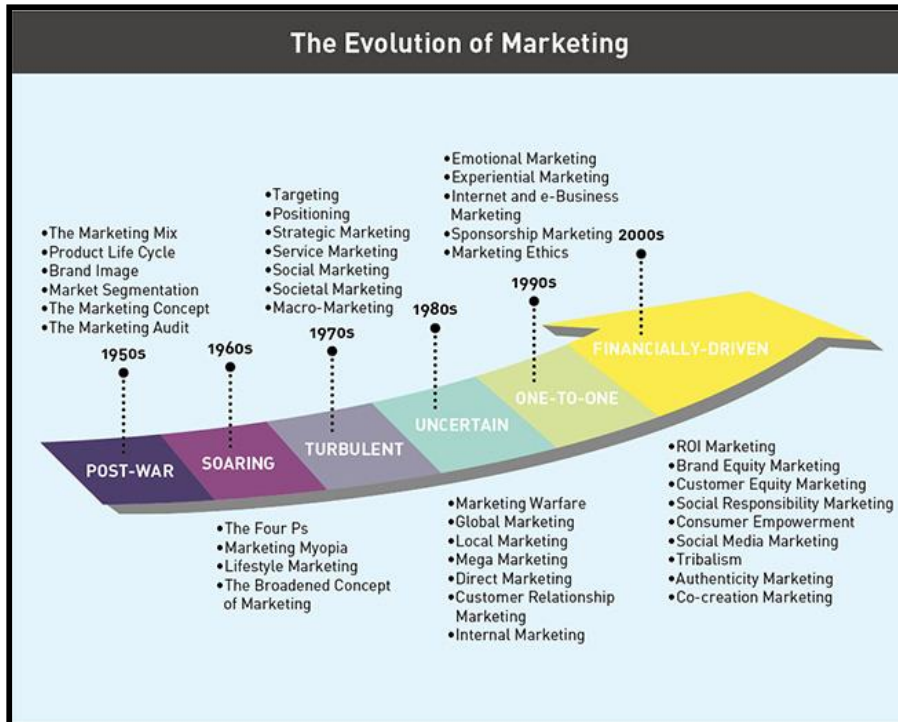 The Evolution of Marketing
•Emotional Marketing
•Experiential Marketing
•Internet and e-Business
Marketing
•Sponsorship Marketing
•Marketing Ethics
•Targeting
•Positioning
•Strategic Marketing
•Service Marketing
•Social Marketing
•Societal Marketing
•Macro-Marketing
•The Marketing Mix
•Product Life Cycle
•Brand Image
•Market Segmentation
•The Marketing Concept
•The Marketing Audit
1950s
1960s
1970s
1980s
1990s
2000s
POST-WAR
SOARING
TURBULENT
UNCERTAIN
ONE-TO-ONE
FINANCIALLY-DRIVEN
•The Four Ps
•Marketing Myopia
•Lifestyle Marketing
•The Broadened Concept
of Marketing
•Marketing Warfare
•Global Marketing
•Local Marketing
•Mega Marketing
•Direct Marketing
•Customer Relationship
Marketing
•Internal Marketing
•ROI Marketing
•Brand Equity Marketing
•Customer Equity Marketing
•Social Responsibility Marketing
•Consumer Empowerment
•Social Media Marketing
•Tribalism
•Authenticity Marketing
•Co-creation Marketing